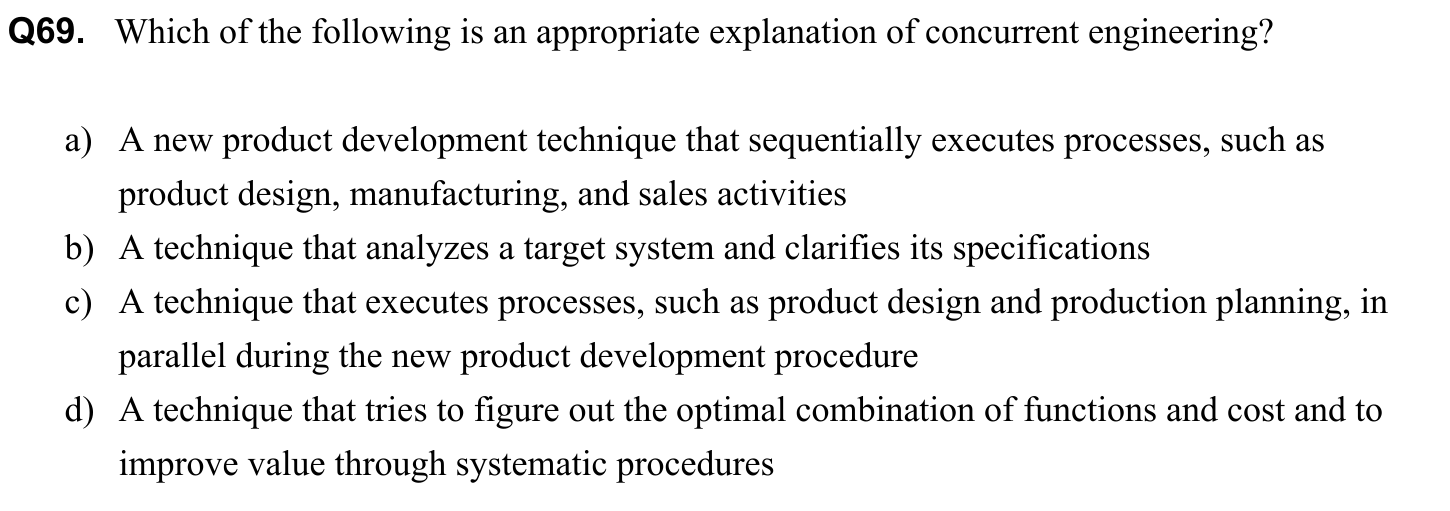 Q69. Which of the following is an appropriate explanation of concurrent engineering?
a) A new product development technique that sequentially executes processes, such as
product design, manufacturing, and sales activities
b) A technique that analyzes a target system and clarifies its specifications
c) A technique that executes processes, such as product design and production planning, in
parallel during the new product development procedure
d) A technique that tries to figure out the optimal combination of functions and cost and to
improve value through systematic procedures